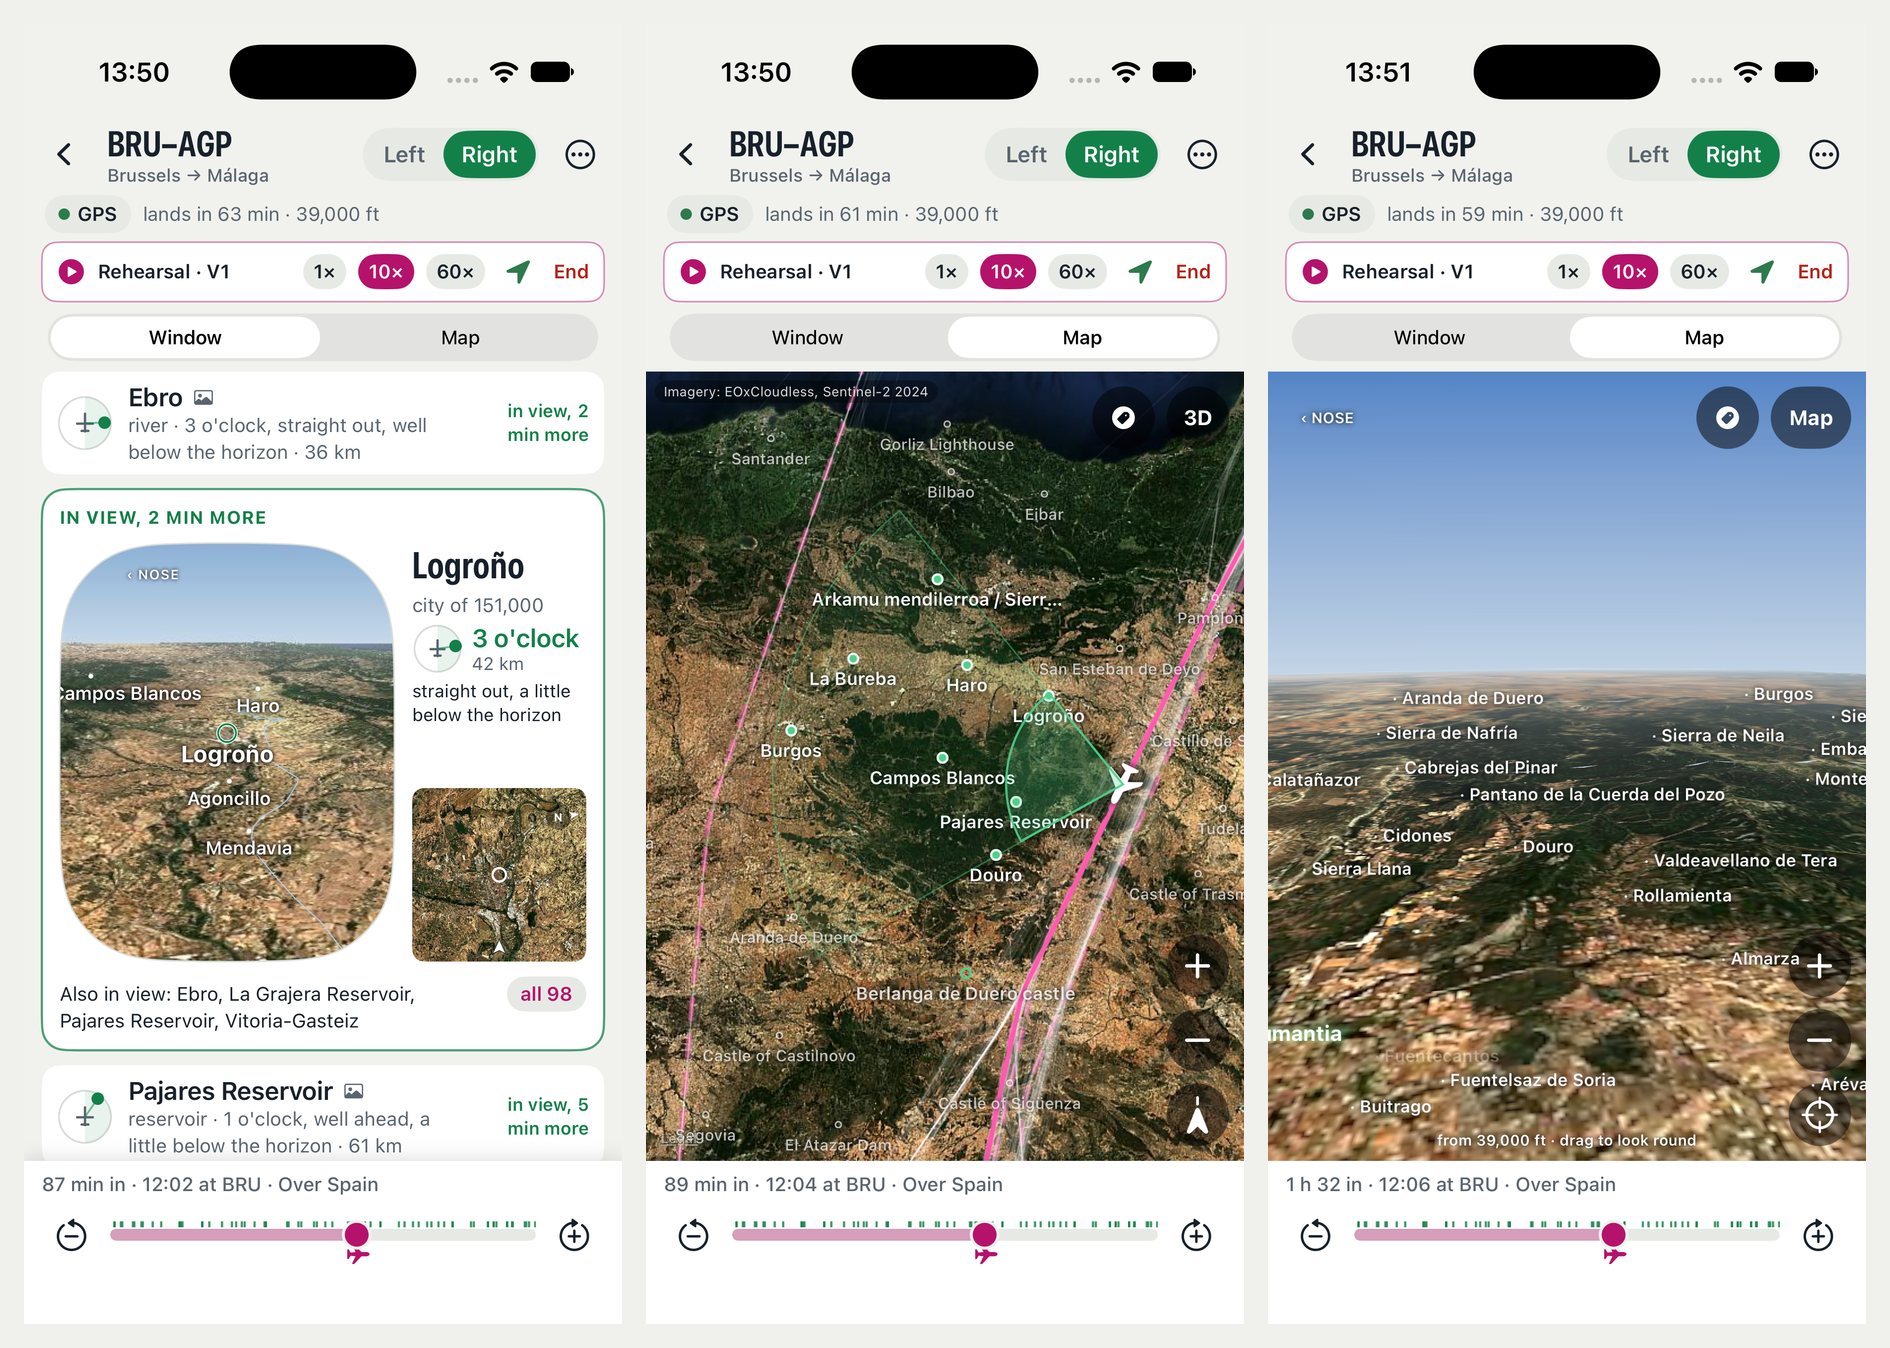 13:50
BRU–AGP
Brussels → Málaga
Left
Right
GPS
lands in 63 min · 39,000 ft
Rehearsal · V1
1×
10×
60×
End
Window
Map
Ebro
river · 3 o'clock, straight out, well
below the horizon · 36 km
in view, 2
min more
IN VIEW, 2 MIN MORE
‹ NOSE
Campos Blancos
Haro
Logroño
Agoncillo
Mendavia
Logroño
city of 151,000
3 o'clock
42 km
straight out, a little
below the horizon
N
Also in view: Ebro, La Grajera Reservoir,
Pajares Reservoir, Vitoria-Gasteiz
all 98
Pajares Reservoir
reservoir · 1 o'clock, well ahead, a
little below the horizon · 61 km
in view, 5
min more
87 min in · 12:02 at BRU · Over Spain
13:50
BRU–AGP
Brussels → Málaga
Left
Right
GPS
lands in 61 min · 39,000 ft
Rehearsal · V1
1×
10×
60×
End
Window
Map
Imagery: EOxCloudless, Sentinel-2 2024
3D
Santander
Gorliz Lighthouse
Bilbao
Eibar
Arkamu mendilerroa / Sierr...
Pamplon
La Bureba
Haro
San Esteban de Deyo
Logroño
Burgos
Castillo de S
Campos Blancos
Pajares Reservoir
Tudela
Douro
Castle of Trasm
Aranda de Duero
Berlanga de Duero castle
Castle of Castilnovo
Castle of Sigüenza
Segovia
El Atazar Dam
89 min in · 12:04 at BRU · Over Spain
13:51
BRU–AGP
Brussels → Málaga
Left
Right
GPS
lands in 59 min · 39,000 ft
Rehearsal · V1
1×
10×
60×
End
Window
Map
‹ NOSE
Map
Aranda de Duero
Burgos
Sie
Sierra de Nafría
Sierra de Neila
Emba
Cabrejas del Pinar
Calatañazor
Monte
Pantano de la Cuerda del Pozo
Cidones
Douro
Sierra Llana
Valdeavellano de Tera
Rollamienta
Almarza
umantia
Fuentecantos
Fuentelsaz de Soria
Aréva
Buitrago
from 39,000 ft · drag to look round
1 h 32 in · 12:06 at BRU · Over Spain